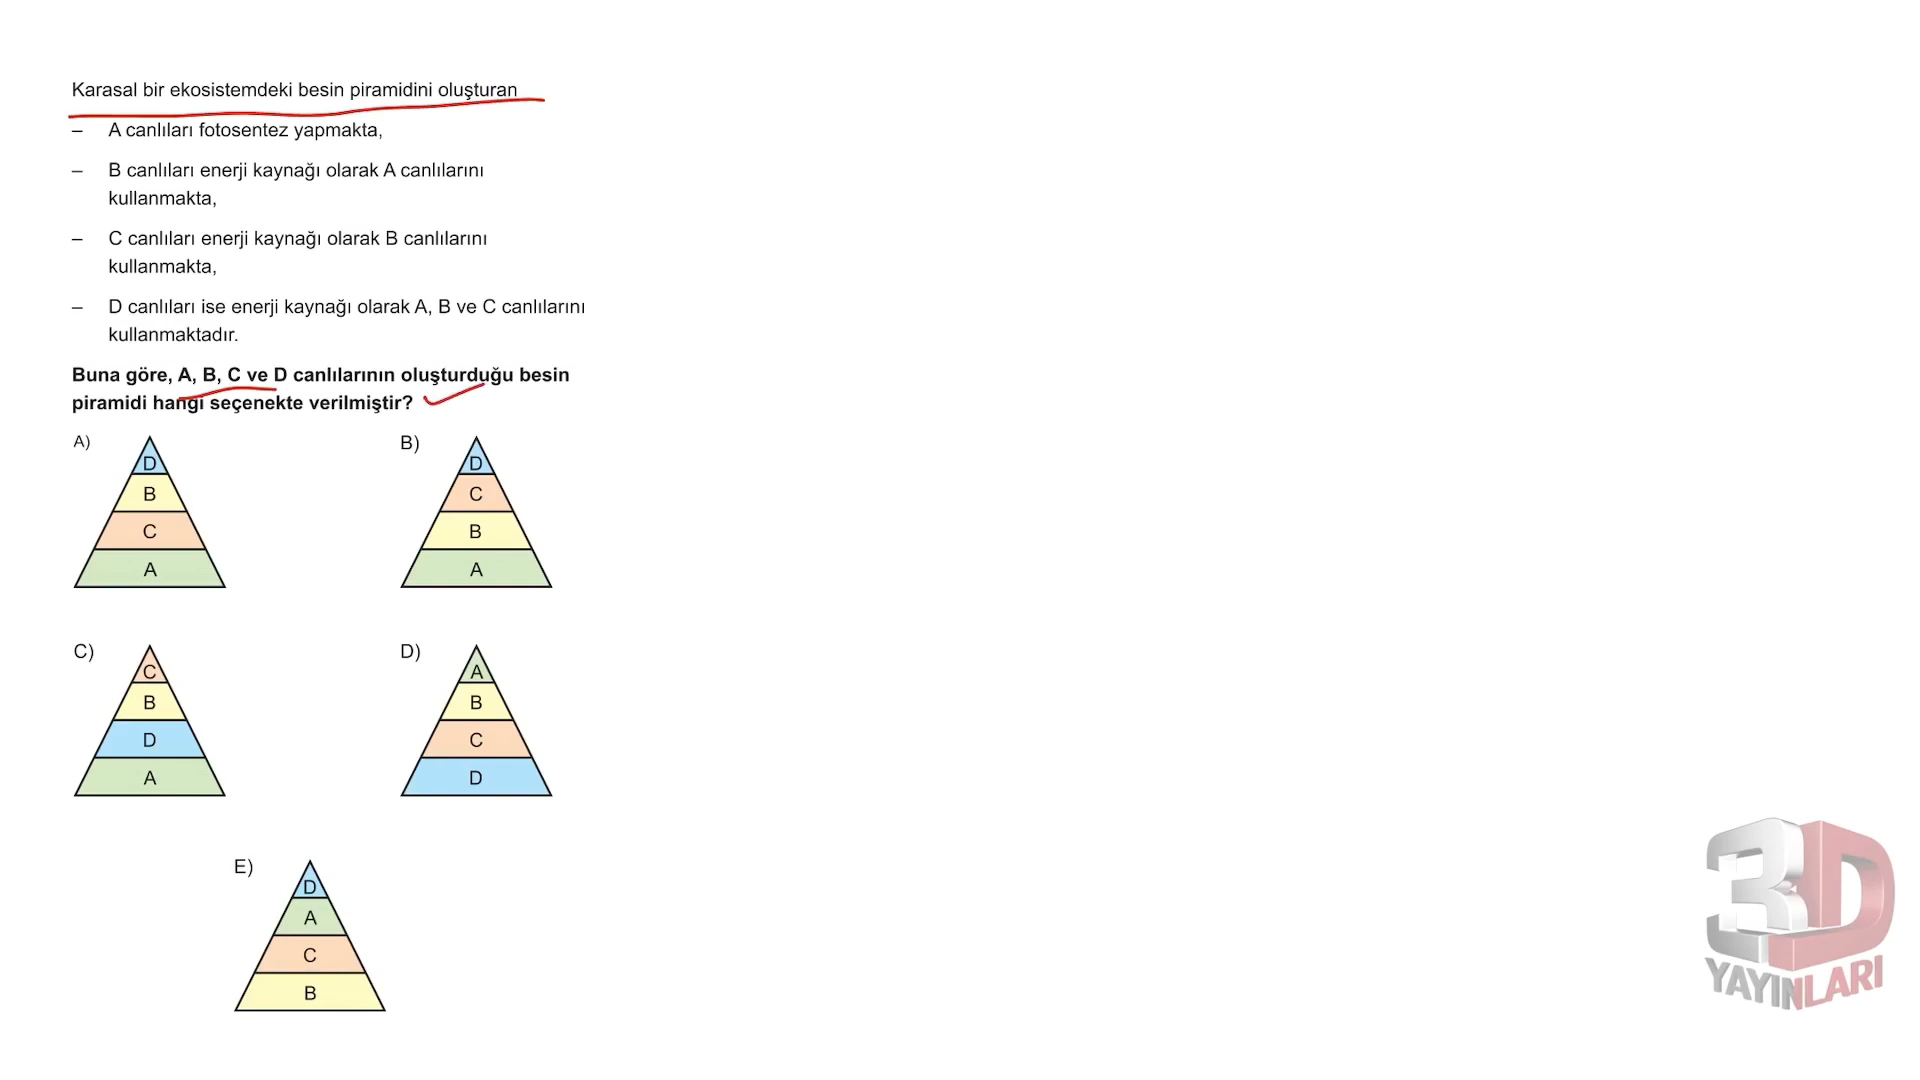 Karasal bir ekosistemdeki besin piramidini oluşturan
– A canlıları fotosentez yapmakta,
– B canlıları enerji kaynağı olarak A canlılarını
kullanmakta,
– C canlıları enerji kaynağı olarak B canlılarını
kullanmakta,
– D canlıları ise enerji kaynağı olarak A, B ve C canlılarını
kullanmaktadır.
Buna göre, A, B, C ve D canlılarının oluşturduğu besin
piramidi hangi seçenekte verilmiştir?
A)
D
B
C
A
B)
D
C
B
A
C)
C
B
D
A
D)
A
B
C
D
E)
D
A
C
B
3D
YAYINLARI